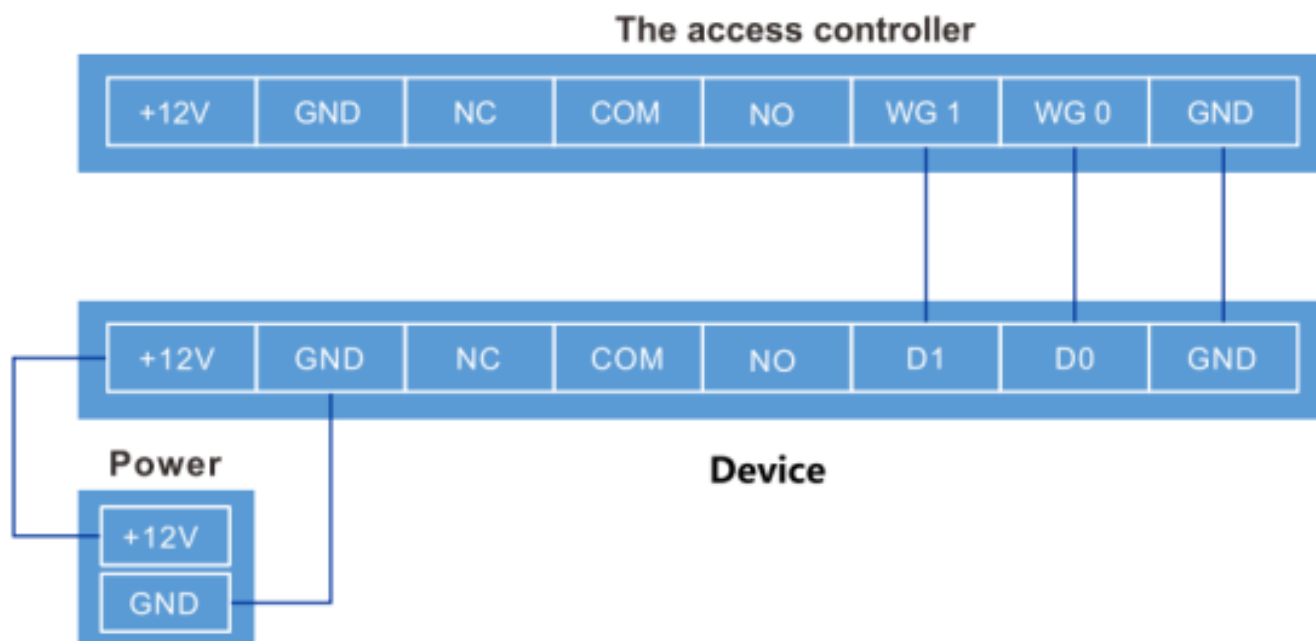 The access controller
+12V GND NC COM NO WG 1 WG 0 GND
+12V GND NC COM NO D1 D0 GND
Power
Device
+12V
GND